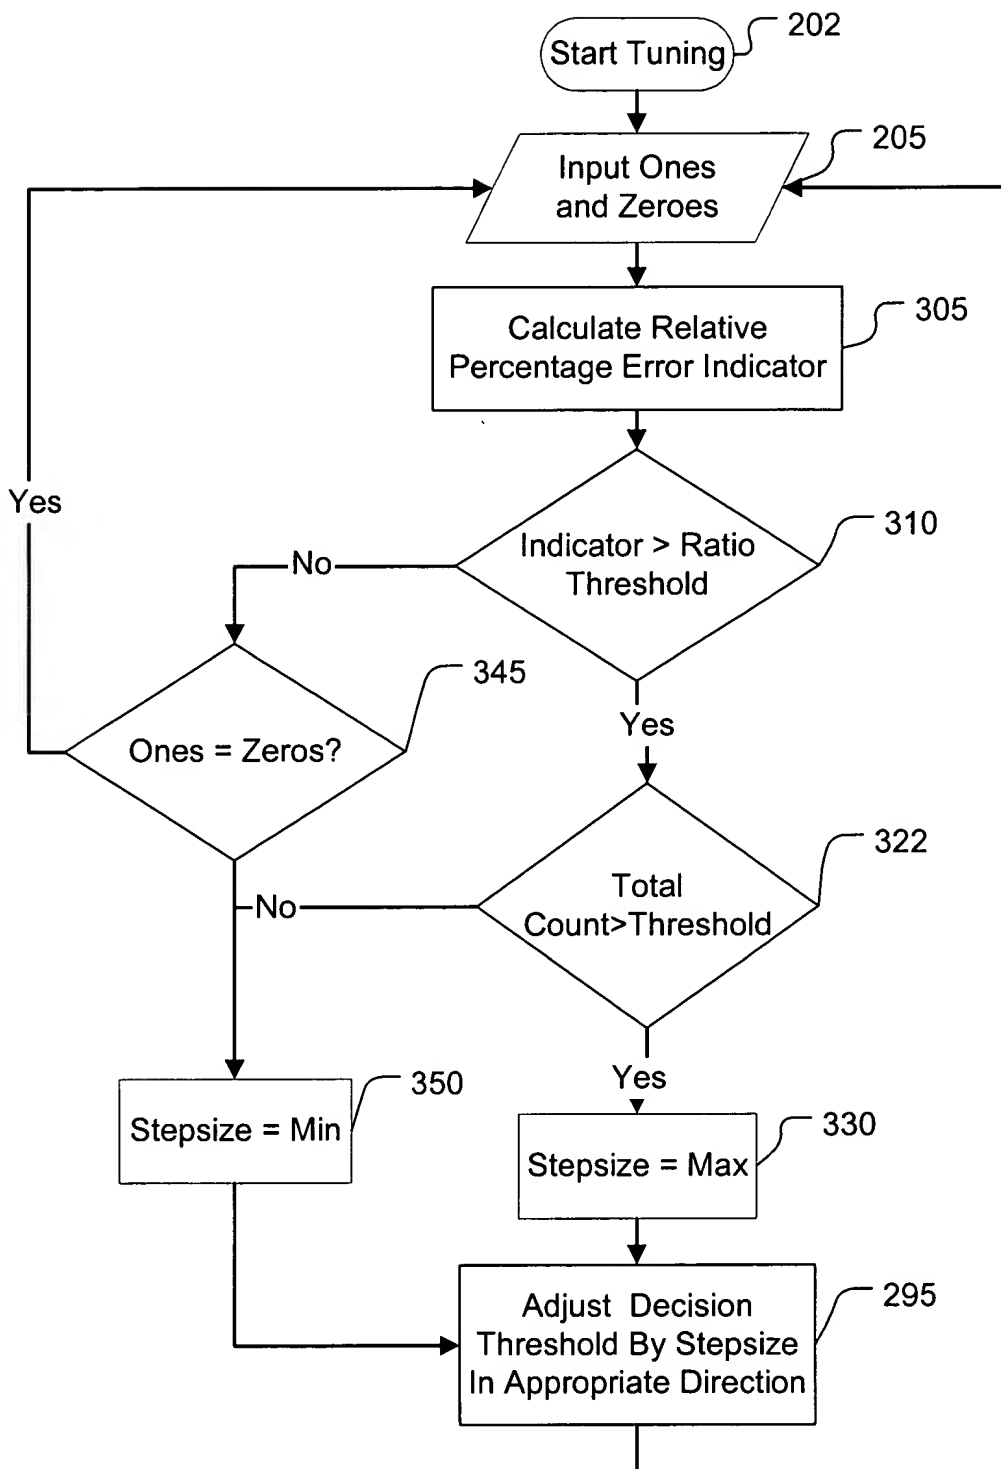 202
Start Tuning
205
Input Ones
and Zeroes
305
Calculate Relative
Percentage Error Indicator
Yes
310
Indicator > Ratio
Threshold
No
345
Yes
Ones = Zeros?
322
Total
Count>Threshold
No
Yes
350
Stepsize = Min
330
Stepsize = Max
295
Adjust Decision
Threshold By Stepsize
In Appropriate Direction